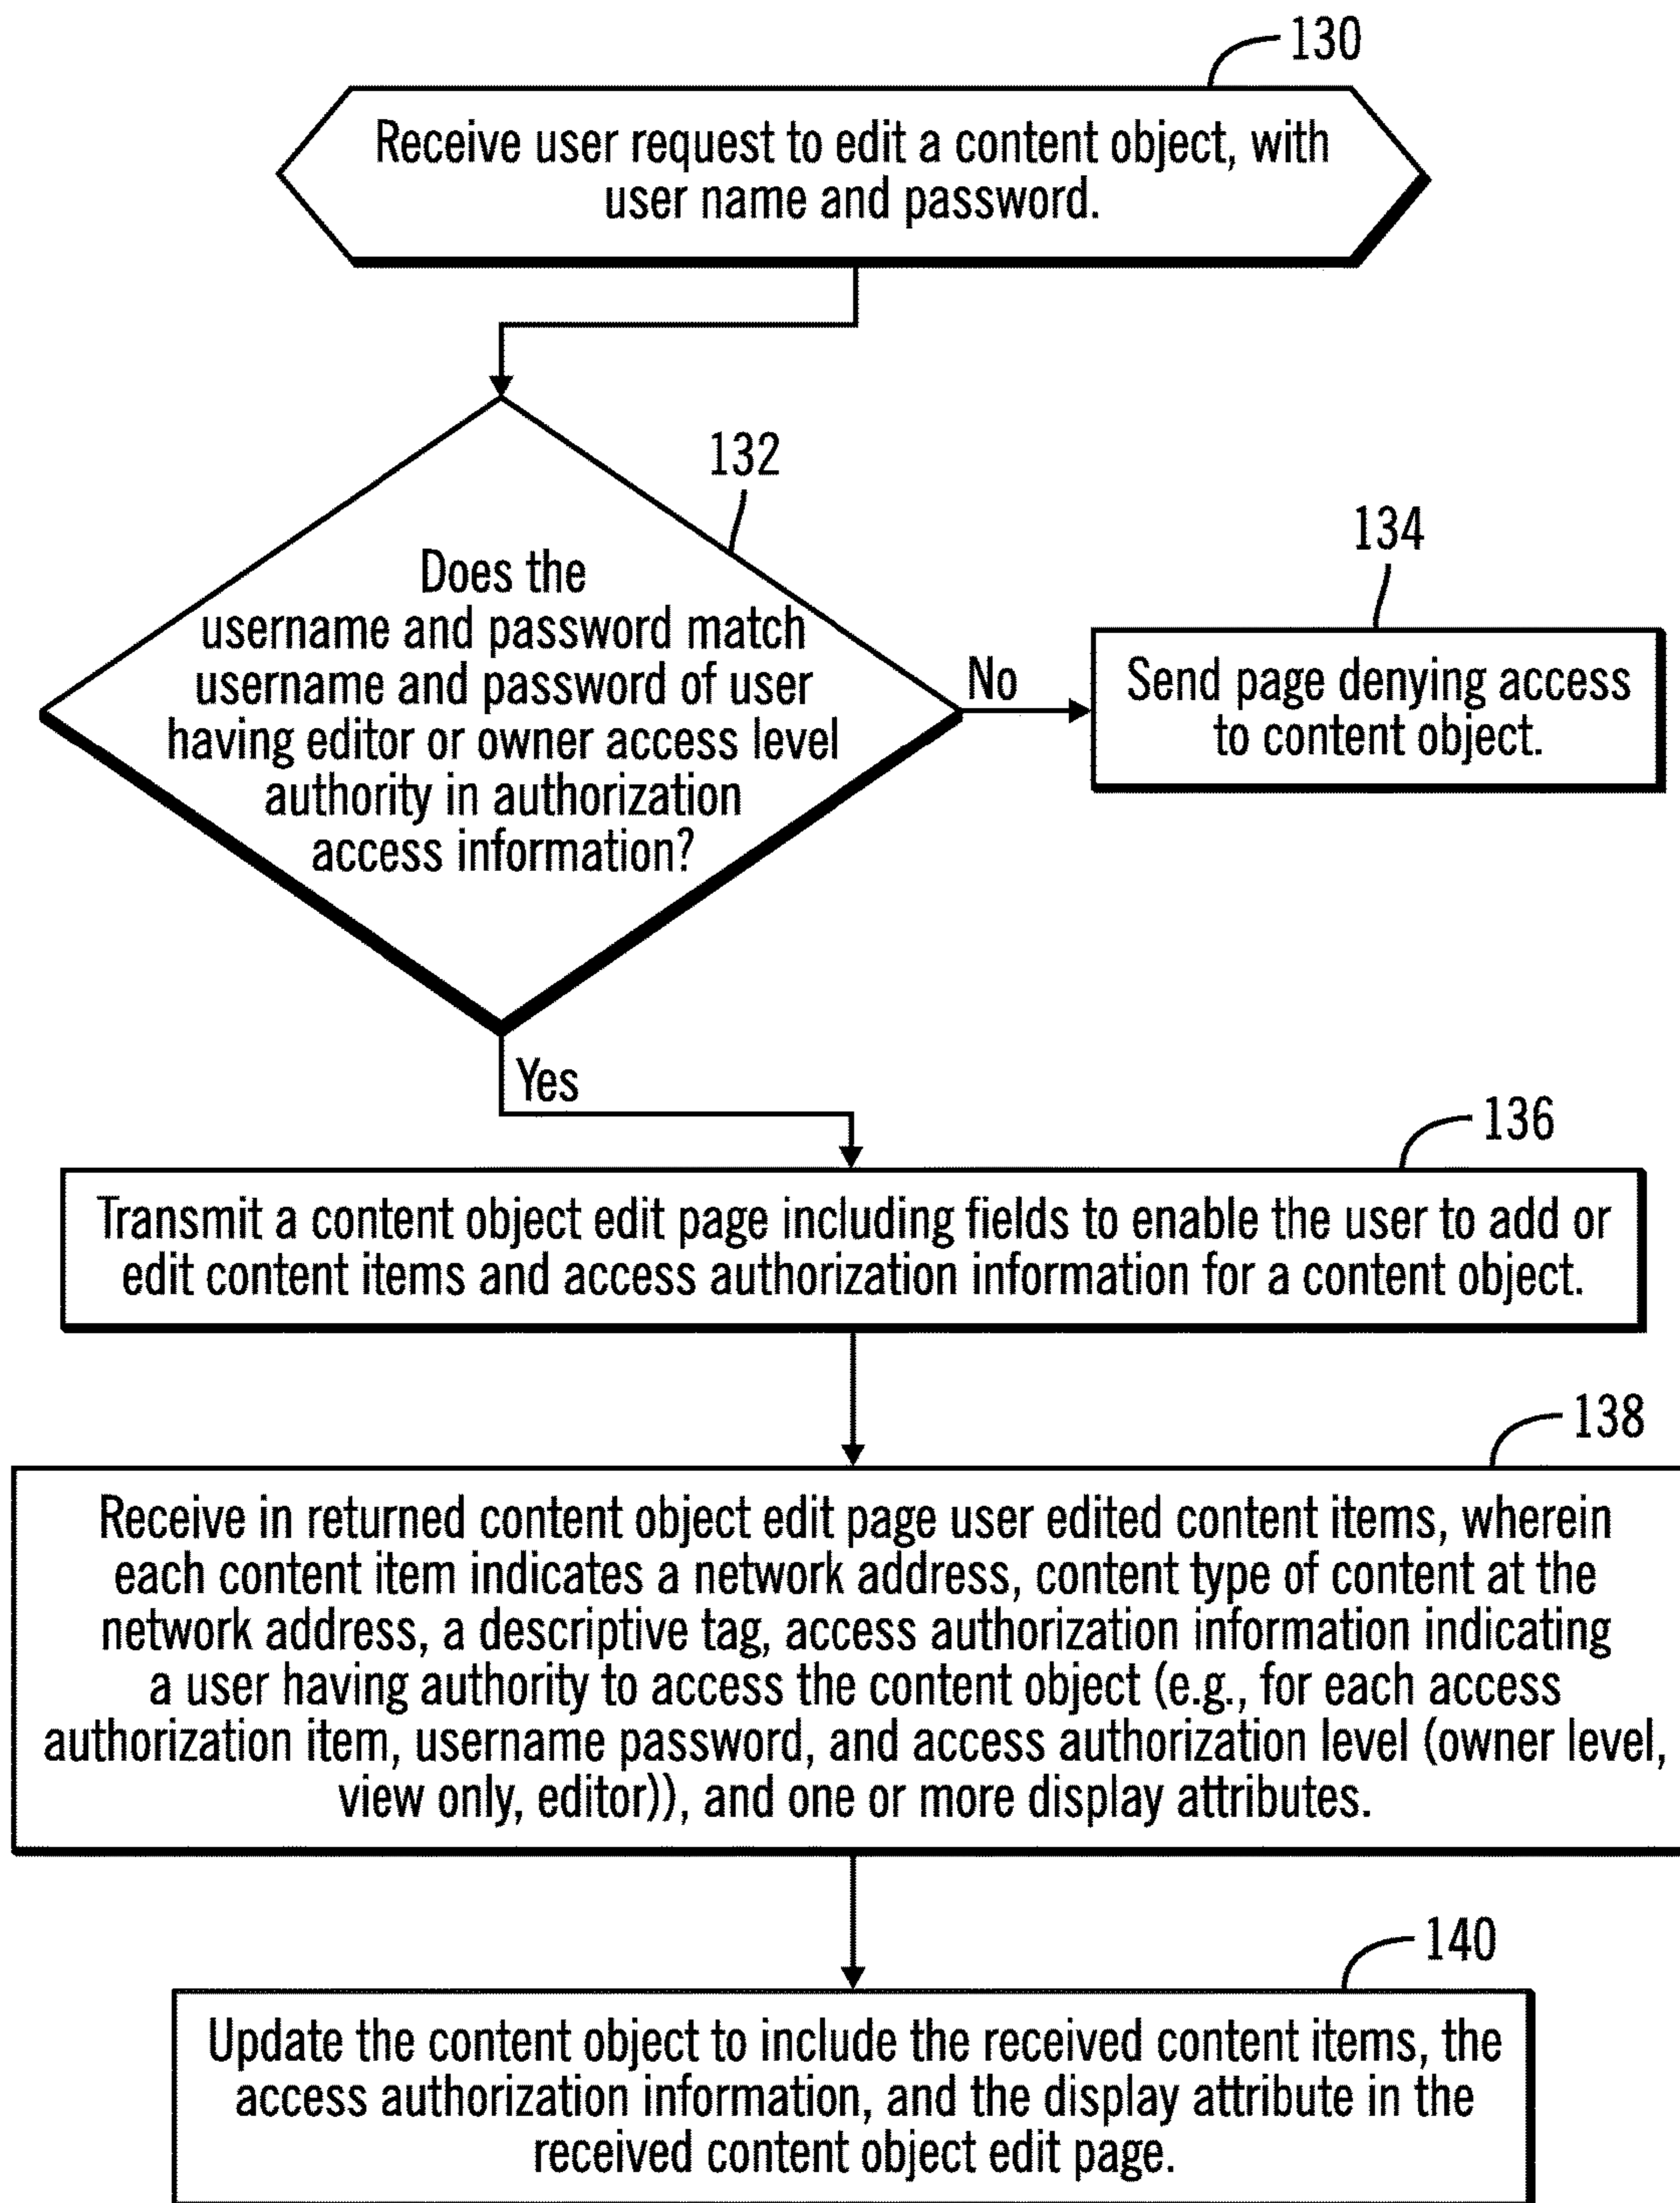 130
Receive user request to edit a content object, with
user name and password.
132
Does the
username and password match
username and password of user
having editor or owner access level
authority in authorization
access information?
No
134
Send page denying access
to content object.
Yes
136
Transmit a content object edit page including fields to enable the user to add or
edit content items and access authorization information for a content object.
138
Receive in returned content object edit page user edited content items, wherein
each content item indicates a network address, content type of content at the
network address, a descriptive tag, access authorization information indicating
a user having authority to access the content object (e.g., for each access
authorization item, username password, and access authorization level (owner level,
view only, editor)), and one or more display attributes.
140
Update the content object to include the received content items, the
access authorization information, and the display attribute in the
received content object edit page.